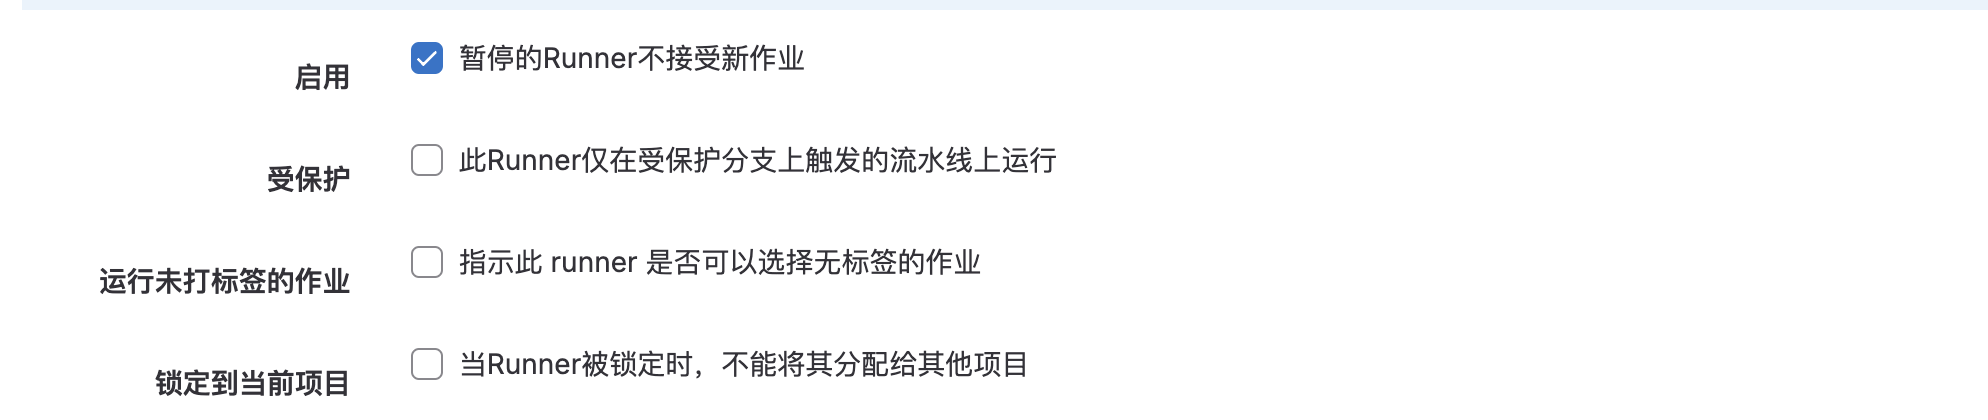 启用
暂停的Runner不接受新作业
受保护
此Runner仅在受保护分支上触发的流水线上运行
运行未打标签的作业
指示此 runner 是否可以选择无标签的作业
锁定到当前项目
当Runner被锁定时，不能将其分配给其他项目